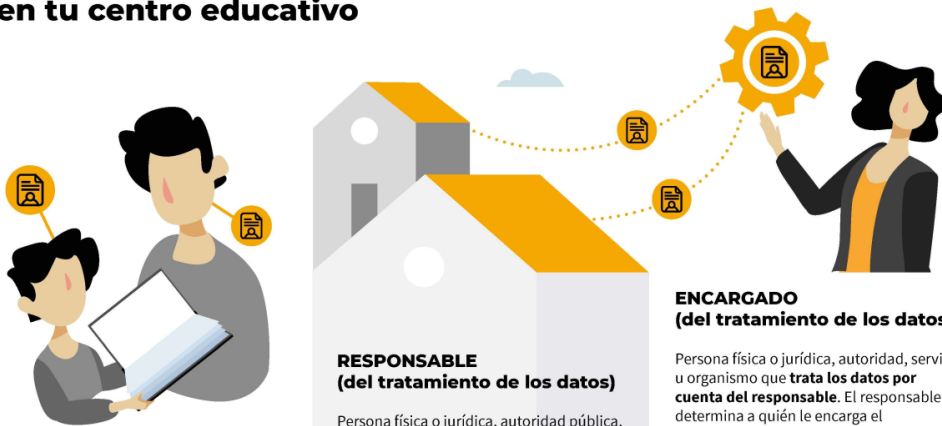 en tu centro educativo
RESPONSABLE
(del tratamiento de los datos)
Persona física o jurídica, autoridad pública,
ENCARGADO
(del tratamiento de los datos
Persona física o jurídica, autoridad, servi
u organismo que trata los datos por
cuenta del responsable. El responsable
determina a quién le encarga el